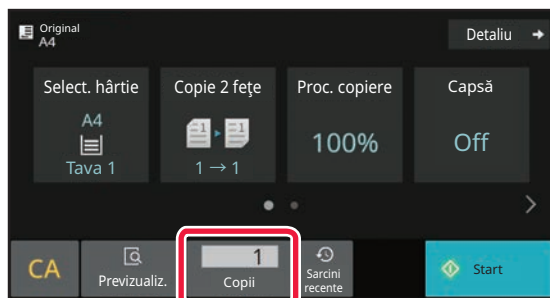 Original
A4
Detaliu
Select. hârtie
A4
Tava 1
Copie 2 feţe
1 → 1
Proc. copiere
100%
Capsă
Off
CA
Previzualiz.
1
Copii
Sarcini
recente
Start